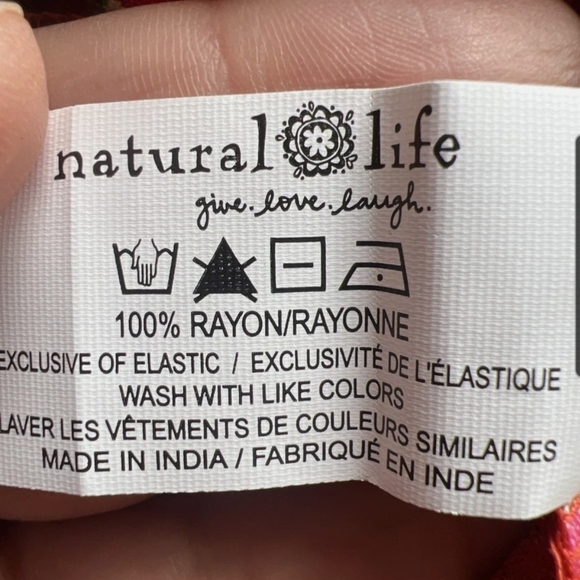 natural life
give. love. laugh.
100% RAYON/RAYONNE
EXCLUSIVE OF ELASTIC / EXCLUSIVITÉ DE L'ÉLASTIQUE
WASH WITH LIKE COLORS
LAVER LES VÊTEMENTS DE COULEURS SIMILAIRES
MADE IN INDIA / FABRIQUÉ EN INDE